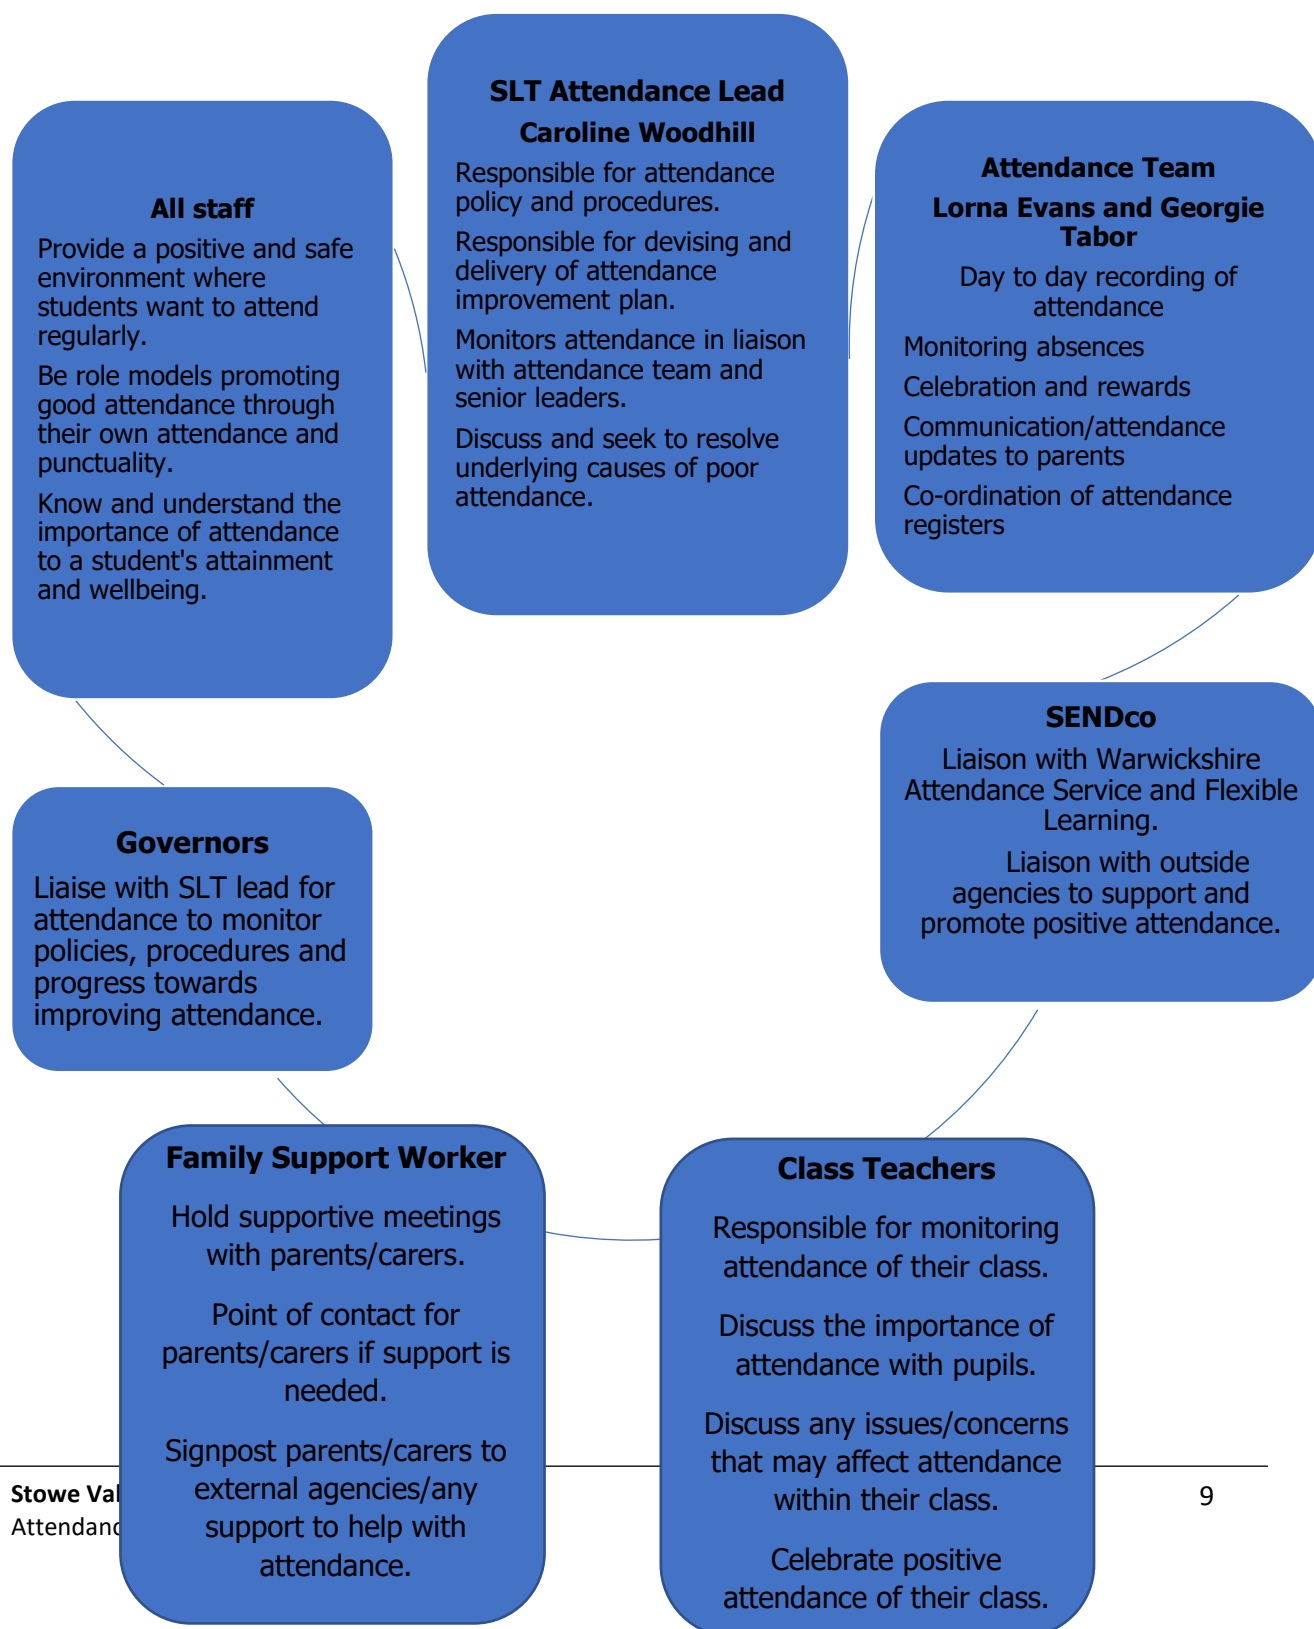 SLT Attendance Lead
Caroline Woodhill
Responsible for attendance
policy and procedures.
Responsible for devising and
delivery of attendance
improvement plan.
Monitors attendance in liaison
with attendance team and
senior leaders.
Discuss and seek to resolve
underlying causes of poor
attendance.
Attendance Team
Lorna Evans and Georgie
Tabor
Day to day recording of
attendance
Monitoring absences
Celebration and rewards
Communication/attendance
updates to parents
Co-ordination of attendance
registers
SENDco
Liaison with Warwickshire
Attendance Service and Flexible
Learning.
Liaison with outside
agencies to support and
promote positive attendance.
Class Teachers
Responsible for monitoring
attendance of their class.
Discuss the importance of
attendance with pupils.
Discuss any issues/concerns
that may affect attendance
within their class.
Celebrate positive
attendance of their class.
Family Support Worker
Hold supportive meetings
with parents/carers.
Point of contact for
parents/carers if support is
needed.
Signpost parents/carers to
external agencies/any
support to help with
attendance.
Governors
Liaise with SLT lead for
attendance to monitor
policies, procedures and
progress towards
improving attendance.
All staff
Provide a positive and safe
environment where
students want to attend
regularly.
Be role models promoting
good attendance through
their own attendance and
punctuality.
Know and understand the
importance of attendance
to a student's attainment
and wellbeing.
Stowe
9